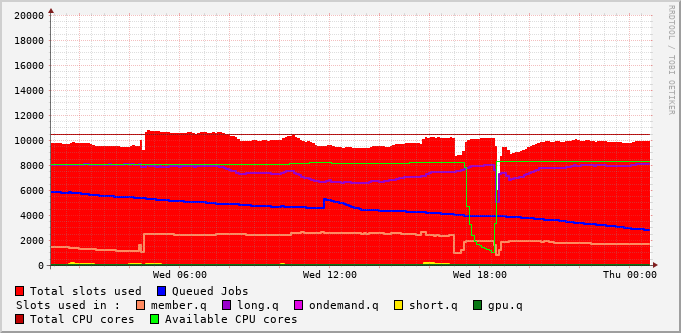 20000
18000
16000
14000
12000
10000
8000
6000
4000
2000
0
Wed 06:00 Wed 12:00 Wed 18:00 Thu 00:00
Total slots used Queued Jobs
Slots used in : member.q long.q ondemand.q short.q gpu.q
Total CPU cores Available CPU cores
RRDTOOL / TOBI OETIKER